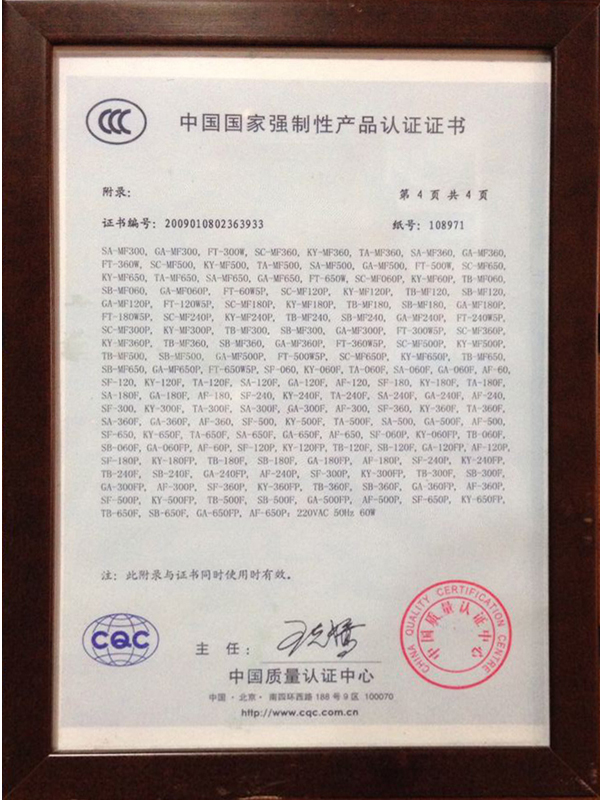 中国国家强制性产品认证证书
附录：
第 4 页 共 4 页
证书编号：2009010802363933
纸号：108971
SA-MF300, GA-MF300, FT-300W, SC-MF360, KY-MF360, TA-MF360, SA-MF360, GA-MF360,
FT-360W, SC-MF500, KY-MF500, TA-MF500, SA-MF500, GA-MF500, FT-500W, SC-MF650,
KY-MF650, TA-MF650, SA-MF650, GA-MF650, FT-650W, SC-MF060P, KY-MF60P, TB-MF060,
SB-MF060, GA-MF060P, FT-60W5P, SC-MF120P, KY-MF120P, TB-MF120, SB-MF120,
GA-MF120P, FT-120W5P, SC-MF180P, KY-MF180P, TB-MF180, SB-MF180, GA-MF180P,
FT-180W5P, SC-MF240P, KY-MF240P, TB-MF240, SB-MF240, GA-MF240P, FT-240W5P,
SC-MF300P, KY-MF300P, TB-MF300, SB-MF300, GA-MF300P, FT-300W5P, SC-MF360P,
KY-MF360P, TB-MF360, SB-MF360, GA-MF360P, FT-360W5P, SC-MF500P, KY-MF500P,
TB-MF500, SB-MF500, GA-MF500P, FT-500W5P, SC-MF650P, KY-MF650P, TB-MF650,
SB-MF650, GA-MF650P, FT-650W5P, SF-060, KY-060F, TA-060F, SA-060F, GA-060F, AF-60,
SF-120, KY-120F, TA-120F, SA-120F, GA-120F, AF-120, SF-180, KY-180F, TA-180F,
SA-180F, GA-180F, AF-180, SF-240, KY-240F, TA-240F, SA-240F, GA-240F, AF-240,
SF-300, KY-300F, TA-300F, SA-300F, GA-300F, AF-300, SF-360, KY-360F, TA-360F,
SA-360F, GA-360F, AF-360, SF-500, KY-500F, TA-500F, SA-500, GA-500F, AF-500,
SF-650, KY-650F, TA-650F, SA-650F, GA-650F, AF-650, SF-060P, KY-060FP, TB-060F,
SB-060F, GA-060FP, AF-60P, SF-120P, KY-120FP, TB-120F, SB-120F, GA-120FP, AF-120P,
SF-180P, KY-180FP, TB-180F, SB-180F, GA-180FP, AF-180P, SF-240P, KY-240FP,
TB-240F, SB-240F, GA-240FP, AF-240P, SF-300P, KY-300FP, TB-300F, SB-300F,
GA-300FP, AF-300P, SF-360P, KY-360FP, TB-360F, SB-360F, GA-360FP, AF-360P,
SF-500P, KY-500FP, TB-500F, SB-500F, GA-500FP, AF-500P, SF-650P, KY-650FP,
TB-650F, SB-650F, GA-650FP, AF-650P: 220VAC 50Hz 60W
注：此附录与证书同时使用时有效。
CQC
主 任：
中国质量认证中心
中国 · 北京 · 南四环西路 188 号 9 区 100070
http://www.cqc.com.cn
CHINA QUALITY CERTIFICATION CENTRE
中国质量认证中心